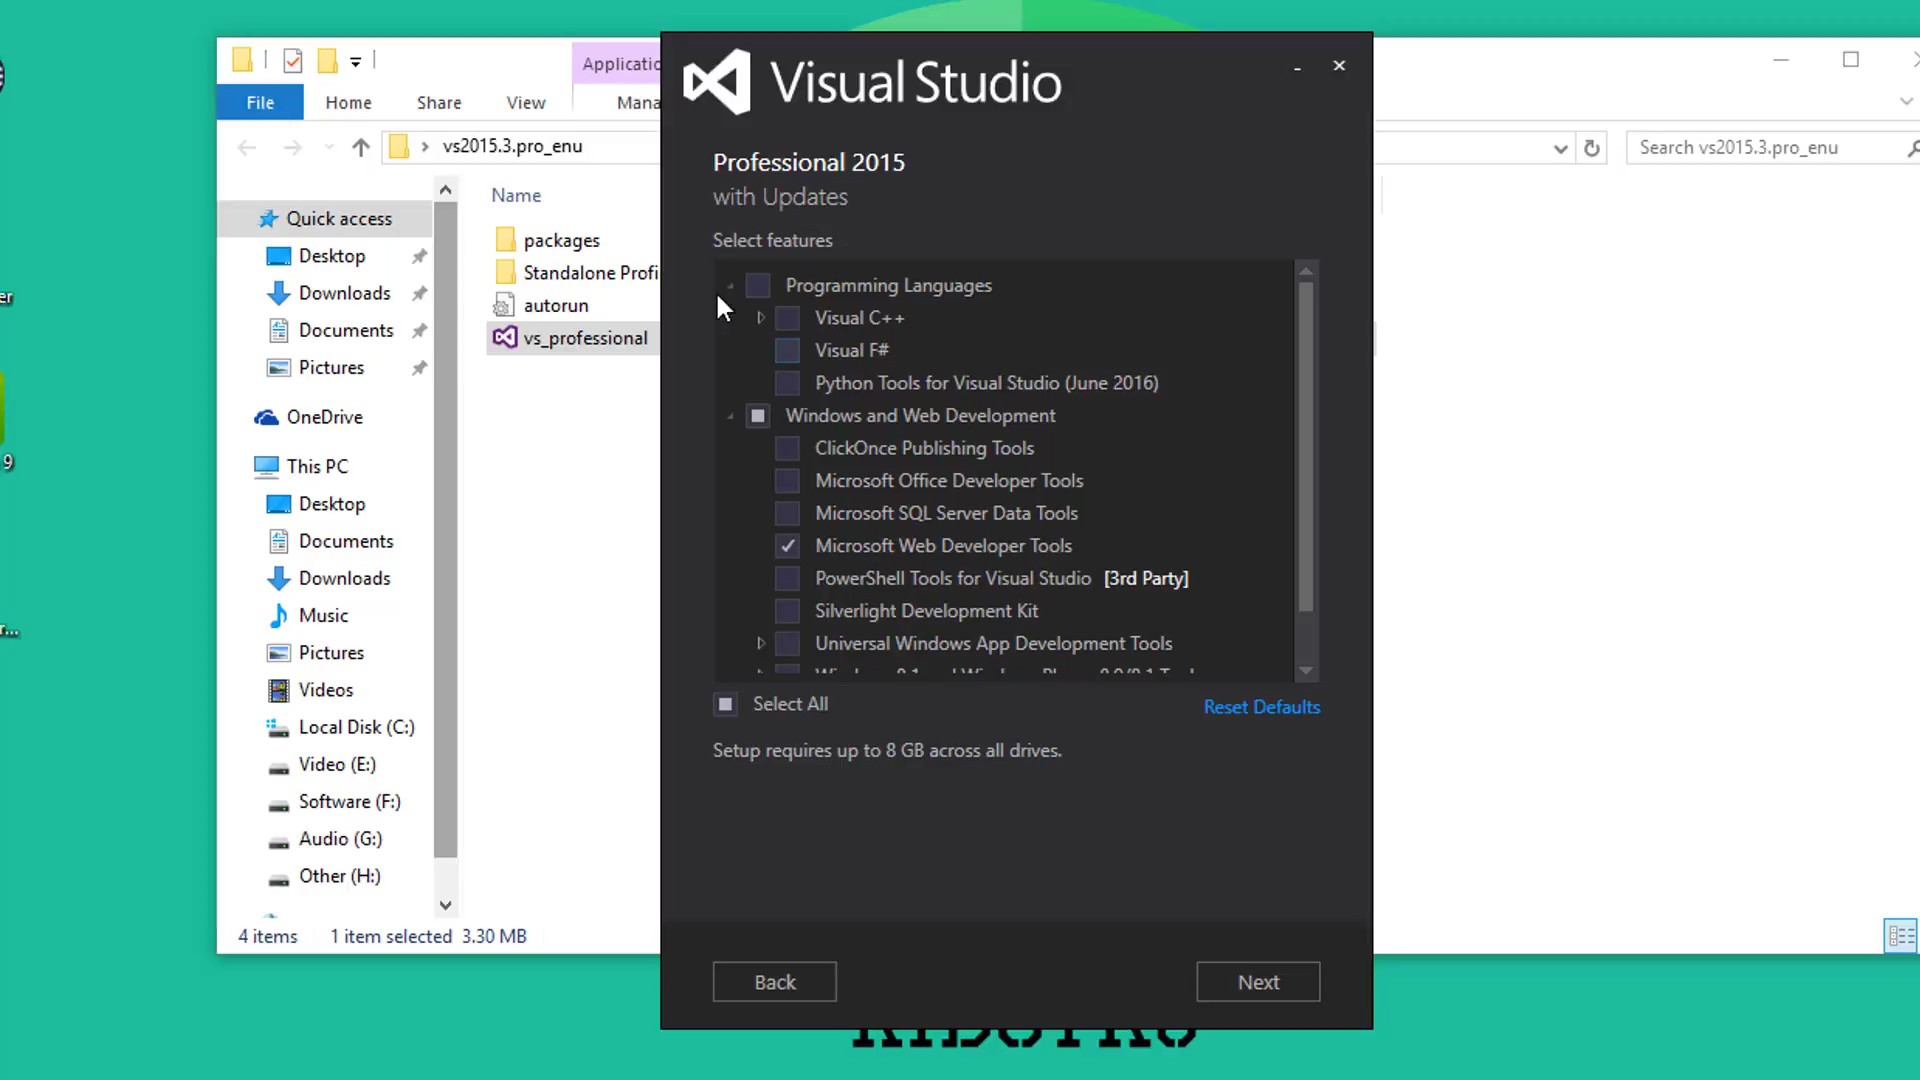 Applicatio
File
Home
Share
View
Mana
vs2015.3.pro_enu
Search vs2015.3.pro_enu
Quick access
Desktop
Downloads
Documents
Pictures
OneDrive
This PC
Desktop
Documents
Downloads
Music
Pictures
Videos
Local Disk (C:)
Video (E:)
Software (F:)
Audio (G:)
Other (H:)
Name
packages
Standalone Profi
autorun
vs_professional
4 items
1 item selected 3.30 MB
Visual Studio
Professional 2015
with Updates
Select features
Programming Languages
Visual C++
Visual F#
Python Tools for Visual Studio (June 2016)
Windows and Web Development
ClickOnce Publishing Tools
Microsoft Office Developer Tools
Microsoft SQL Server Data Tools
Microsoft Web Developer Tools
PowerShell Tools for Visual Studio [3rd Party]
Silverlight Development Kit
Universal Windows App Development Tools
Select All
Reset Defaults
Setup requires up to 8 GB across all drives.
Back
Next
er
9
r...